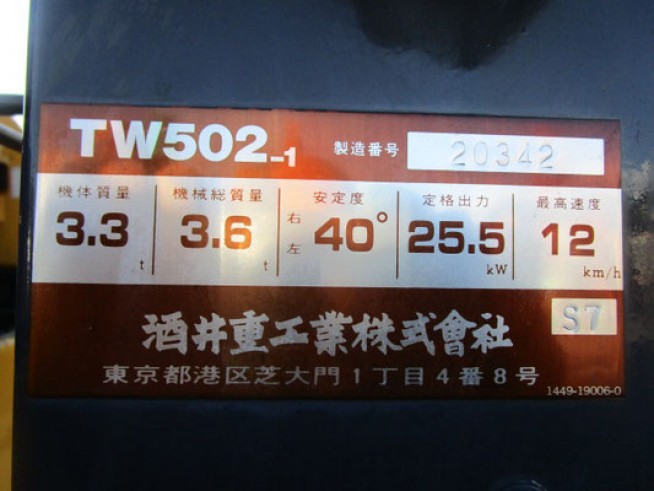 TW502-1 製造番号 20342
機体質量 機械総質量 安定度 定格出力 最高速度
3.3 t 3.6 t 右 左 40° 25.5 kW 12 km/h
酒井重工業株式會社 S7
東京都港区芝大門1丁目4番8号 1449-19006-0